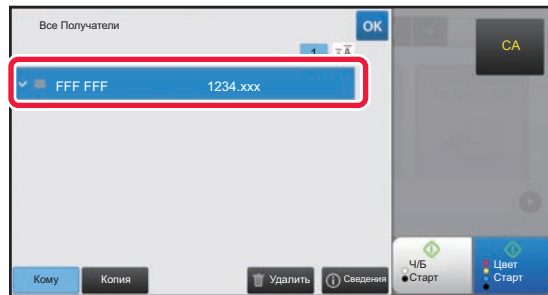 Все Получатели
OK
CA
1
FFF FFF 1234.xxx
Кому
Копия
Удалить
Сведения
Ч/Б
Старт
Цвет
Старт